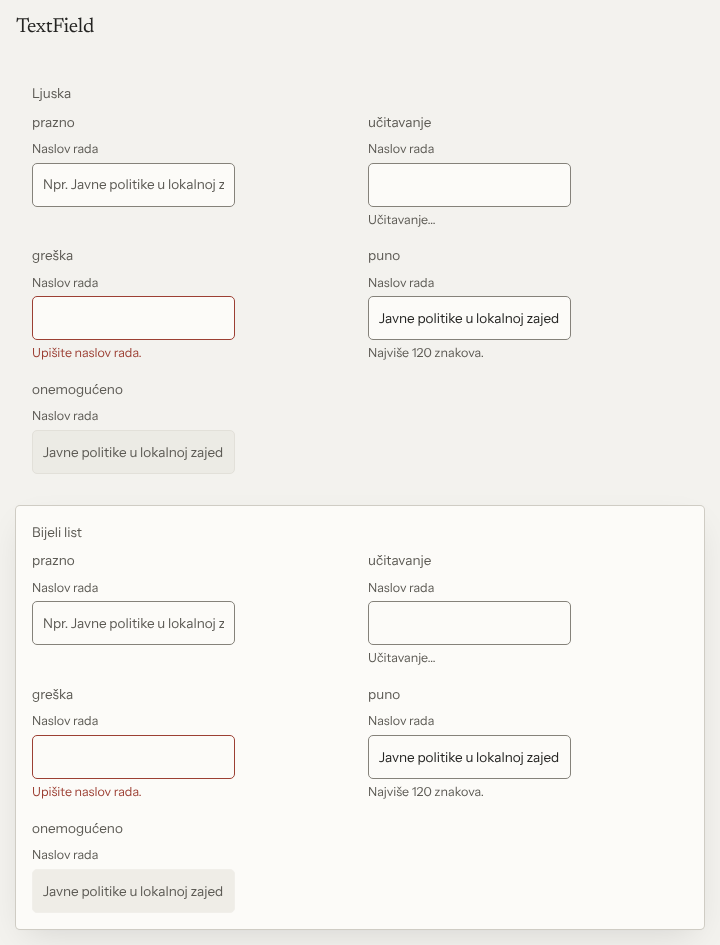 TextField
Ljuska
prazno
učitavanje
Naslov rada
Naslov rada
Npr. Javne politike u lokalnoj z
Učitavanje…
greška
puno
Naslov rada
Naslov rada
Javne politike u lokalnoj zajed
Upišite naslov rada.
Najviše 120 znakova.
onemogućeno
Naslov rada
Javne politike u lokalnoj zajed
Bijeli list
prazno
učitavanje
Naslov rada
Naslov rada
Npr. Javne politike u lokalnoj z
Učitavanje…
greška
puno
Naslov rada
Naslov rada
Javne politike u lokalnoj zajed
Upišite naslov rada.
Najviše 120 znakova.
onemogućeno
Naslov rada
Javne politike u lokalnoj zajed